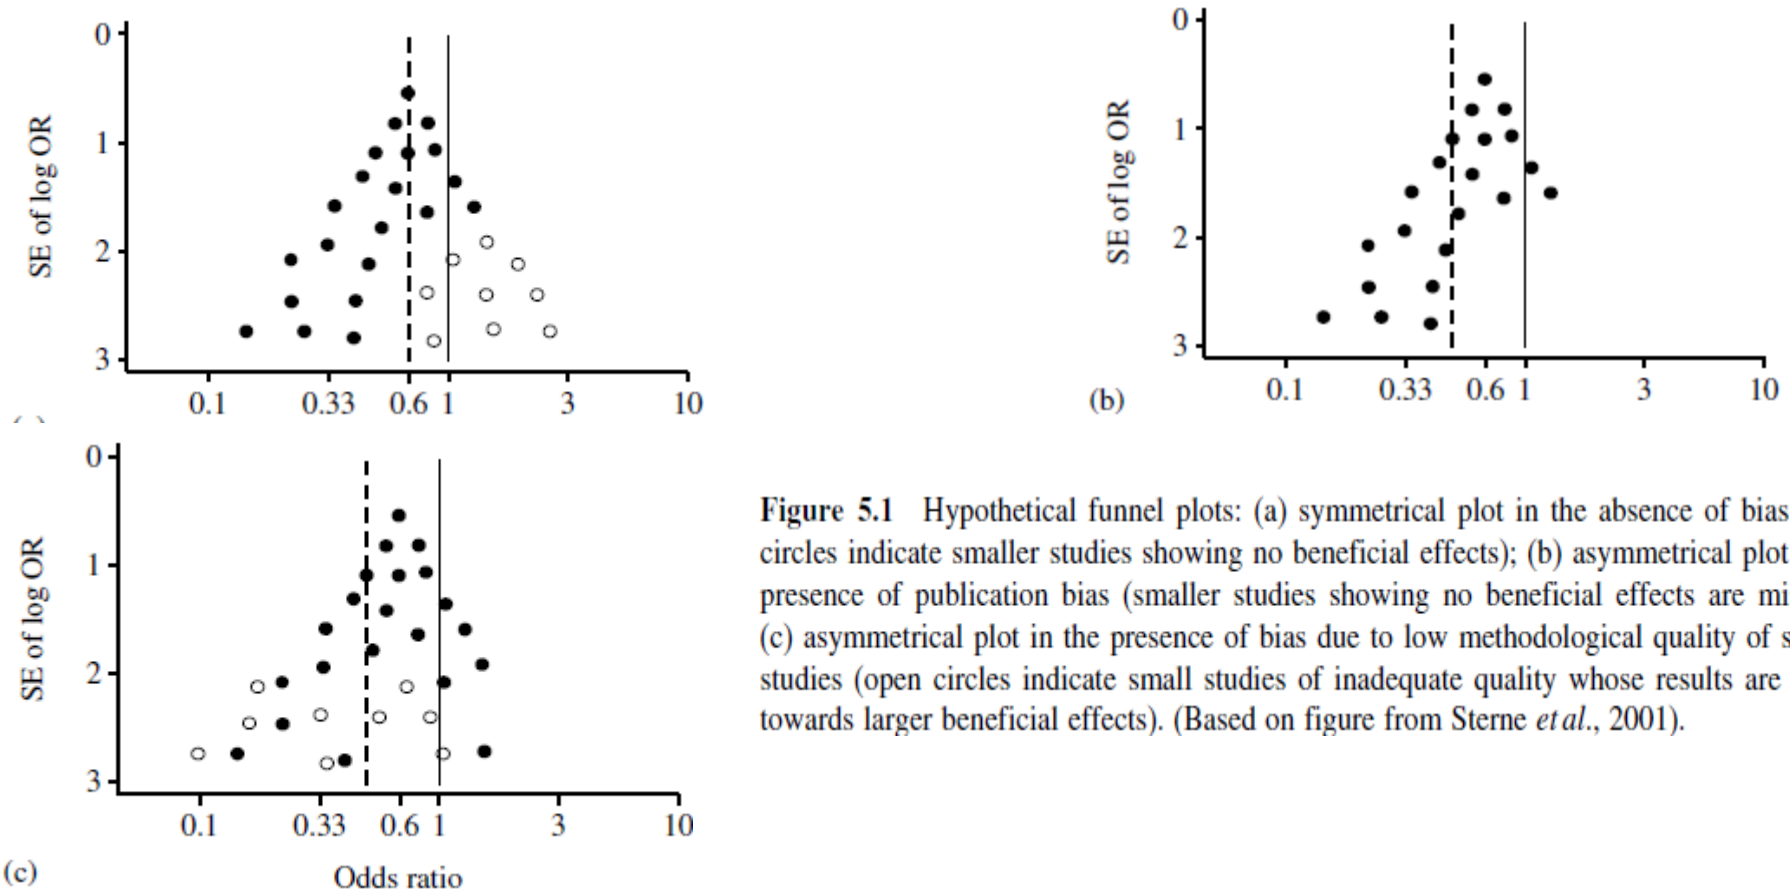 0
1
2
3
SE of log OR
0.1 0.33 0.6 1 3 10
0
1
2
3
SE of log OR
0.1 0.33 0.6 1 3 10
(b)
0
1
2
3
SE of log OR
0.1 0.33 0.6 1 3 10
(c)
Odds ratio
Figure 5.1 Hypothetical funnel plots: (a) symmetrical plot in the absence of bias
circles indicate smaller studies showing no beneficial effects); (b) asymmetrical plot
presence of publication bias (smaller studies showing no beneficial effects are mi
(c) asymmetrical plot in the presence of bias due to low methodological quality of s
studies (open circles indicate small studies of inadequate quality whose results are
towards larger beneficial effects). (Based on figure from Sterne et al., 2001).